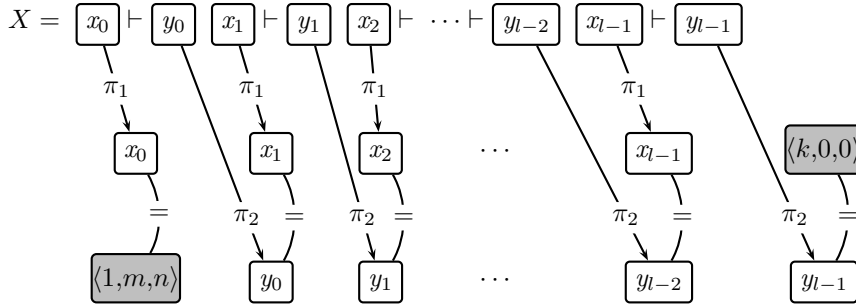 X = x₀ ⊢ y₀ x₁ ⊢ y₁ x₂ ⊢ ⋯ ⊢ yₗ₋₂ xₗ₋₁ ⊢ yₗ₋₁
π₁ π₁ π₁ π₁
x₀ x₁ x₂ ⋯ xₗ₋₁ ⟨k,0,0⟩
= π₂ = π₂ = π₂ = π₂ =
⟨1,m,n⟩ y₀ y₁ ⋯ yₗ₋₂ yₗ₋₁